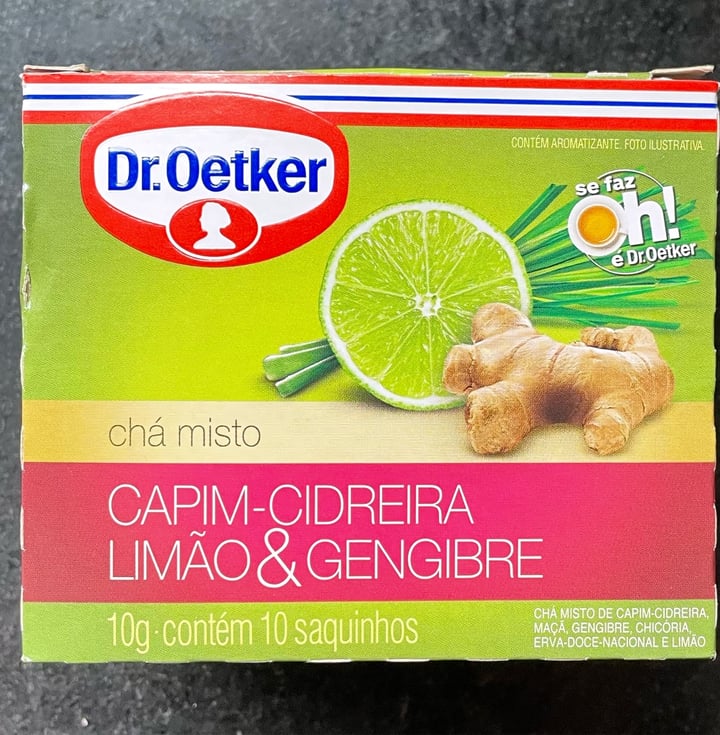 Dr.Oetker
CONTÉM AROMATIZANTE. FOTO ILUSTRATIVA.
se faz
Oh!
é Dr.Oetker
chá misto
CAPIM-CIDREIRA
LIMÃO & GENGIBRE
10g·contém 10 saquinhos
CHÁ MISTO DE CAPIM-CIDREIRA,
MAÇÃ, GENGIBRE, CHICÓRIA,
ERVA-DOCE-NACIONAL E LIMÃO